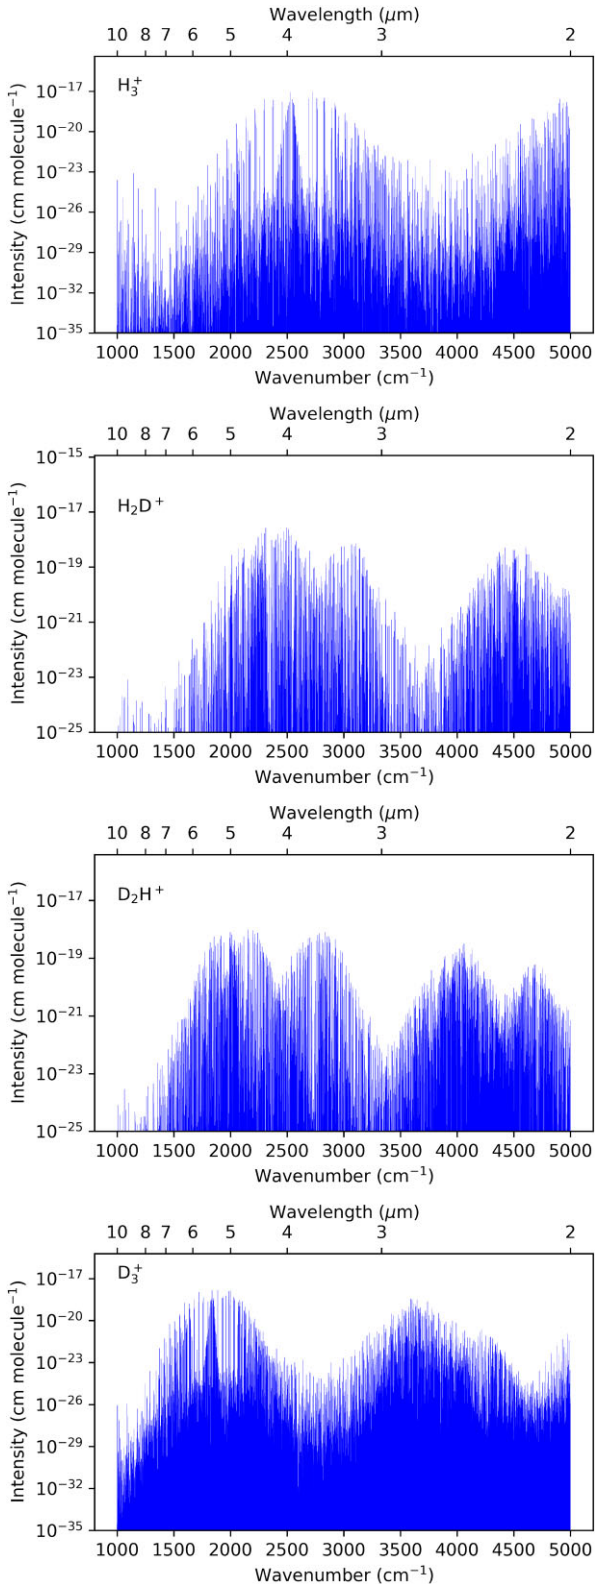 Wavelength (μm)
10 8 7 6 5 4 3 2
H₃⁺
10⁻¹⁷
10⁻²⁰
10⁻²³
10⁻²⁶
10⁻²⁹
10⁻³²
10⁻³⁵
Intensity (cm molecule⁻¹)
1000 1500 2000 2500 3000 3500 4000 4500 5000
Wavenumber (cm⁻¹)
Wavelength (μm)
10 8 7 6 5 4 3 2
H₂D⁺
10⁻¹⁵
10⁻¹⁷
10⁻¹⁹
10⁻²¹
10⁻²³
10⁻²⁵
Intensity (cm molecule⁻¹)
1000 1500 2000 2500 3000 3500 4000 4500 5000
Wavenumber (cm⁻¹)
Wavelength (μm)
10 8 7 6 5 4 3 2
D₂H⁺
10⁻¹⁷
10⁻¹⁹
10⁻²¹
10⁻²³
10⁻²⁵
Intensity (cm molecule⁻¹)
1000 1500 2000 2500 3000 3500 4000 4500 5000
Wavenumber (cm⁻¹)
Wavelength (μm)
10 8 7 6 5 4 3 2
D₃⁺
10⁻¹⁷
10⁻²⁰
10⁻²³
10⁻²⁶
10⁻²⁹
10⁻³²
10⁻³⁵
Intensity (cm molecule⁻¹)
1000 1500 2000 2500 3000 3500 4000 4500 5000
Wavenumber (cm⁻¹)